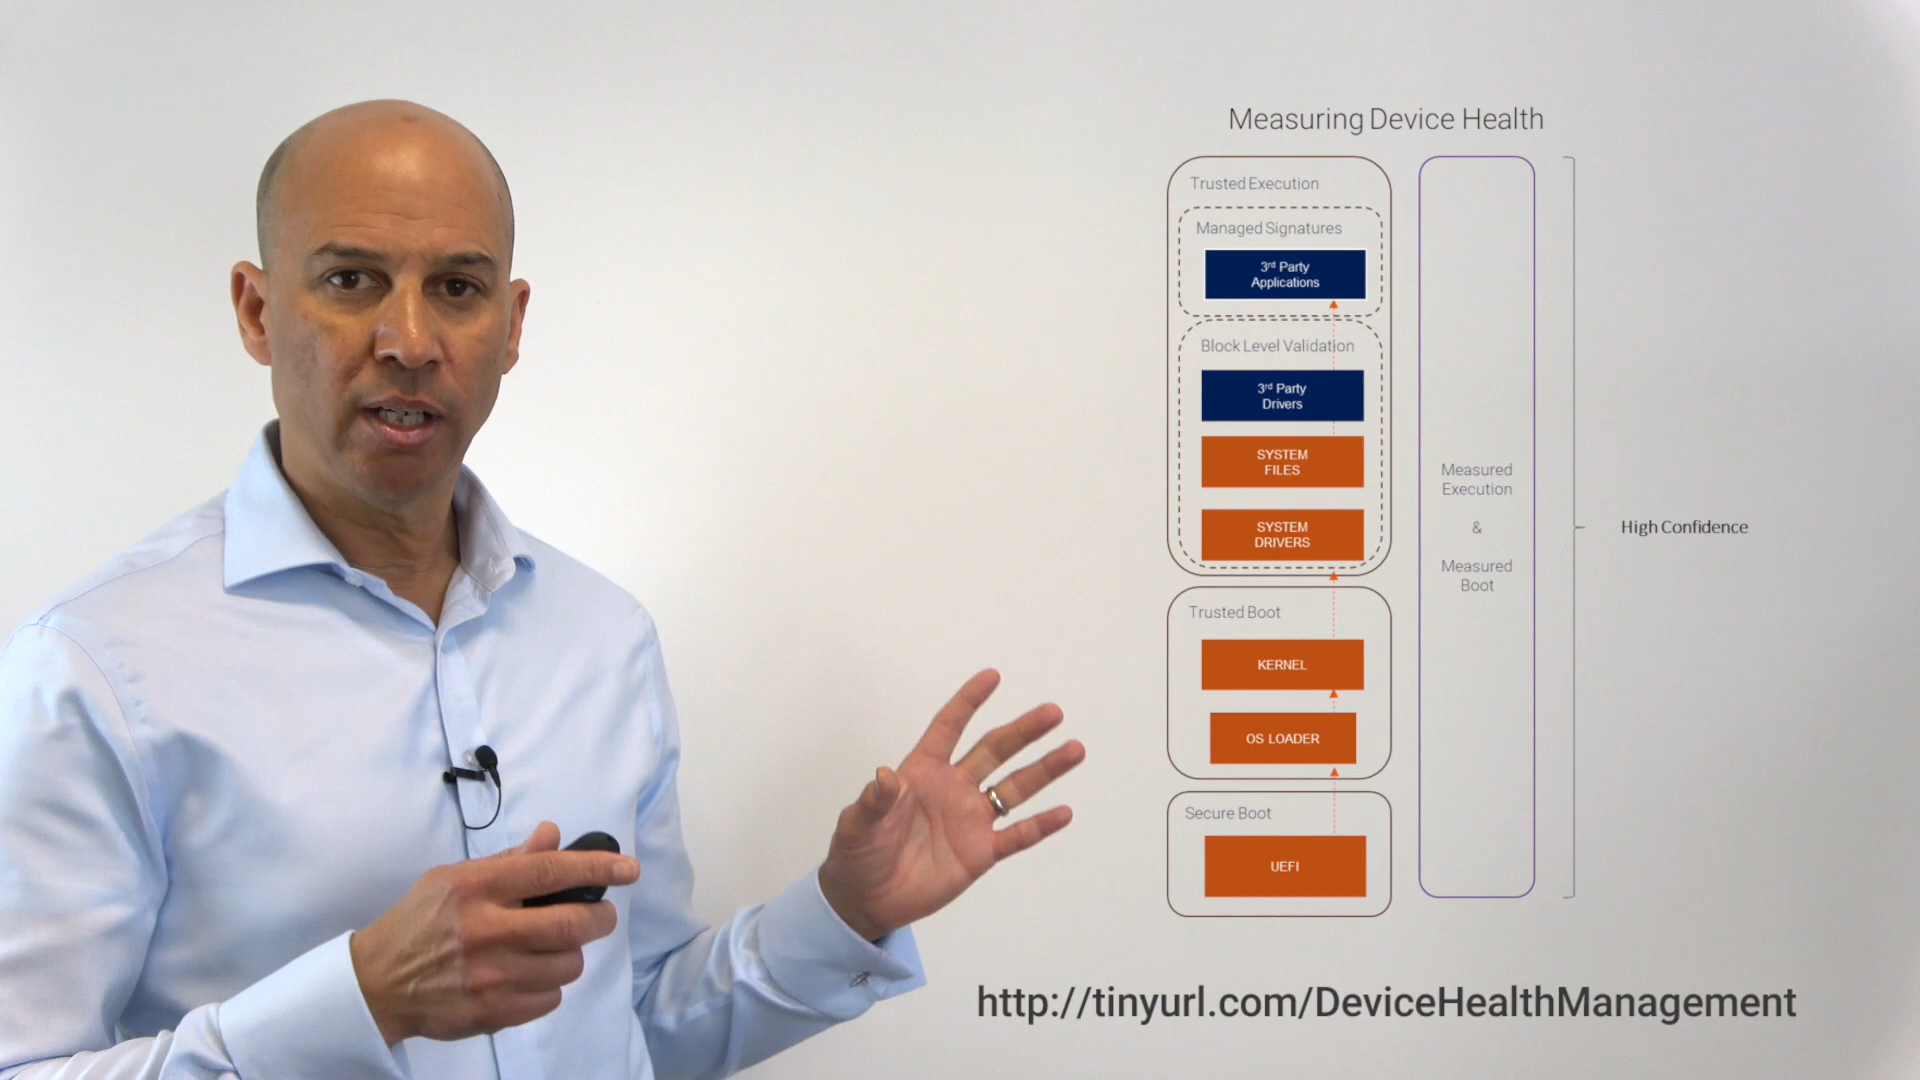 Measuring Device Health
Trusted Execution
Managed Signatures
3rd Party
Applications
Block Level Validation
3rd Party
Drivers
SYSTEM
FILES
SYSTEM
DRIVERS
Trusted Boot
KERNEL
OS LOADER
Secure Boot
UEFI
Measured
Execution
&
Measured
Boot
High Confidence
http://tinyurl.com/DeviceHealthManagement